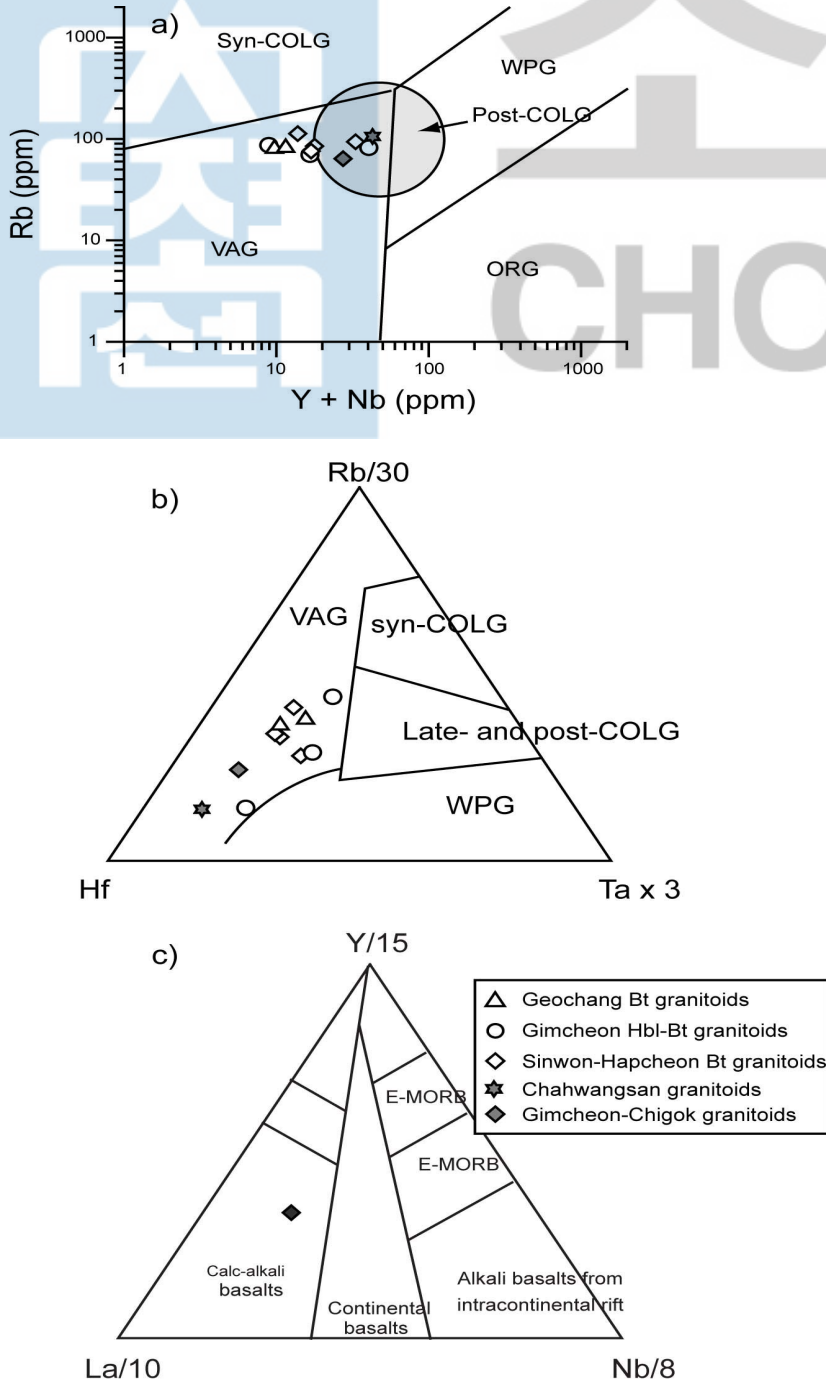 a)
Syn-COLG
WPG
Post-COLG
VAG
ORG
Rb (ppm)
1000
100
10
1
1
10
100
1000
Y + Nb (ppm)
CHO
b)
Rb/30
VAG
syn-COLG
Late- and post-COLG
WPG
Hf
Ta x 3
c)
Y/15
E-MORB
E-MORB
Calc-alkali
basalts
Continental
basalts
Alkali basalts from
intracontinental rift
La/10
Nb/8
Geochang Bt granitoids
Gimcheon Hbl-Bt granitoids
Sinwon-Hapcheon Bt granitoids
Chahwangsan granitoids
Gimcheon-Chigok granitoids